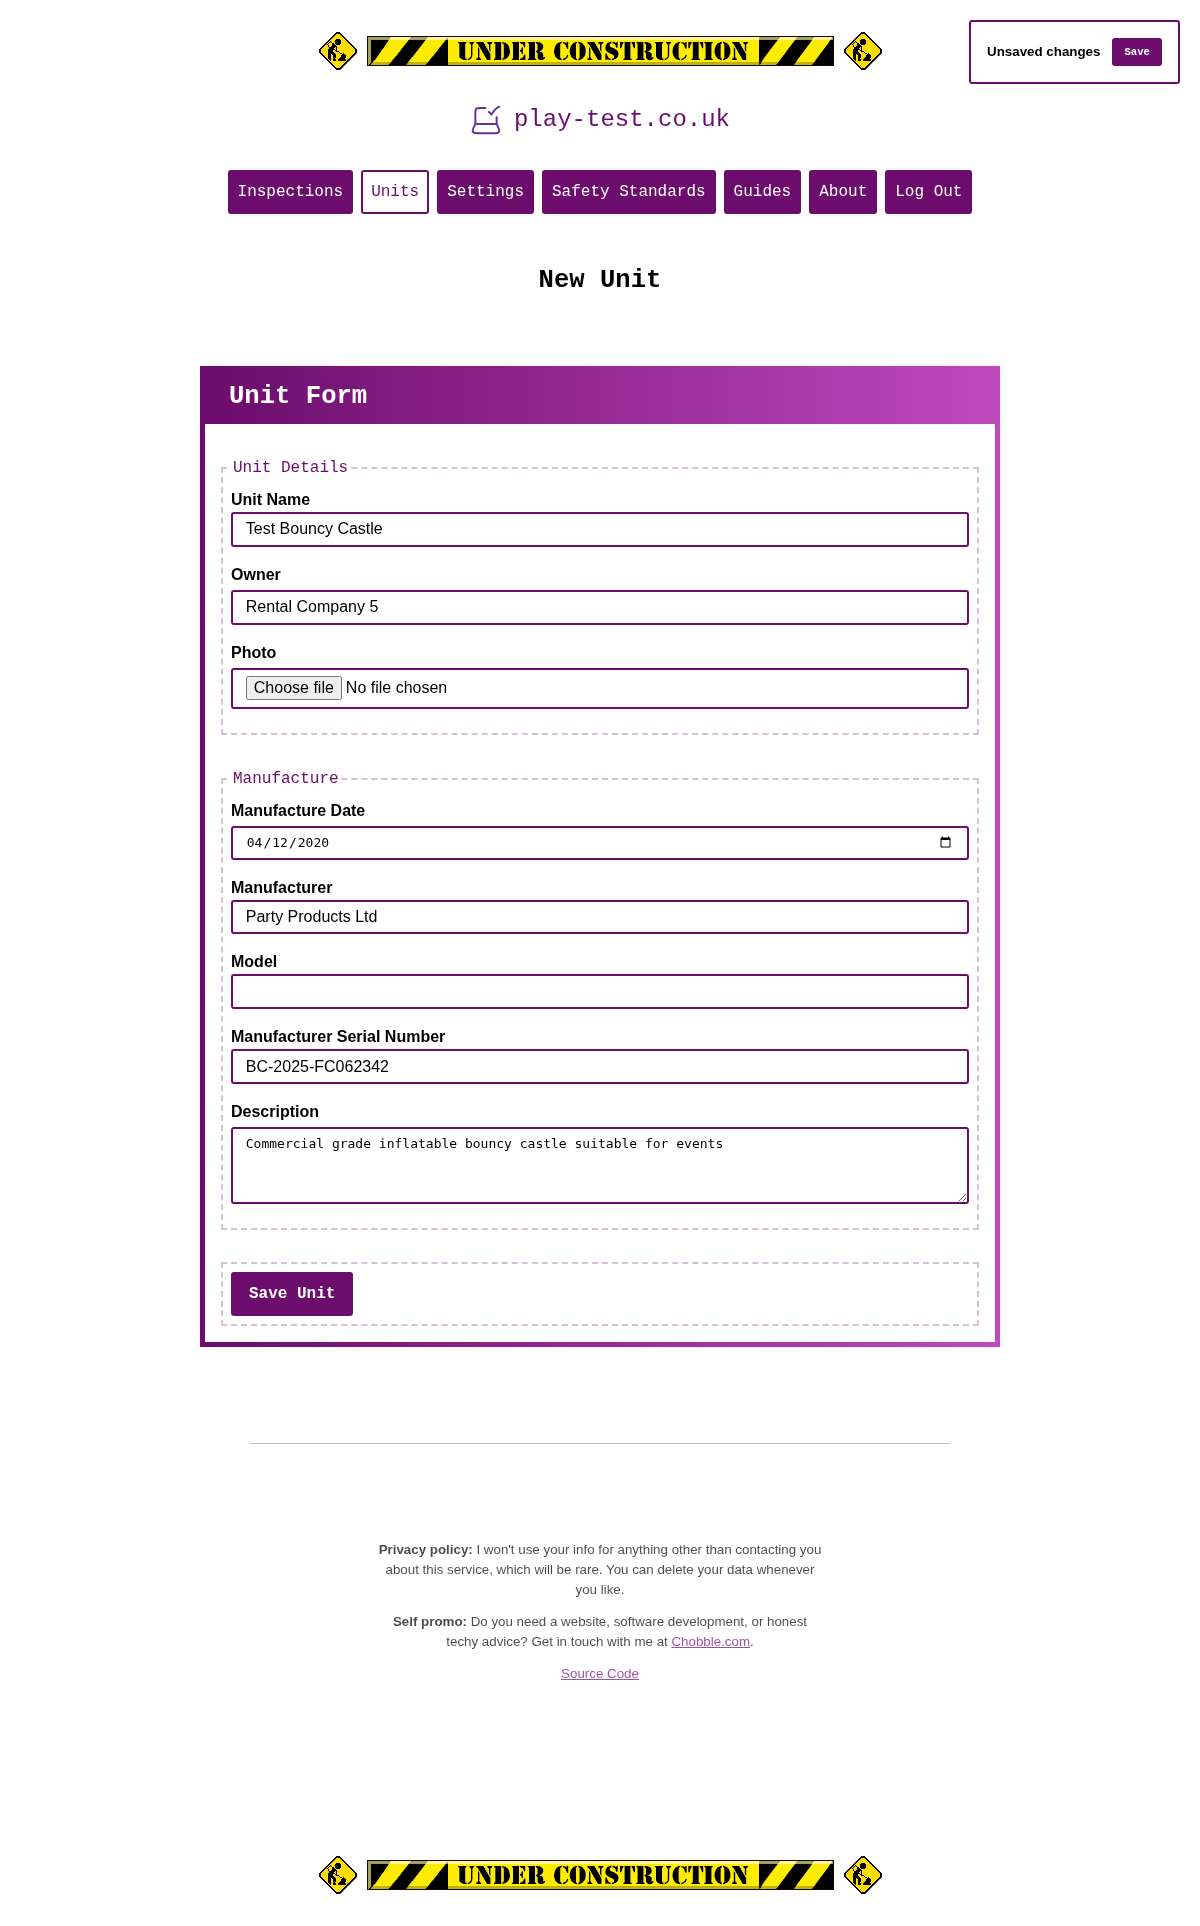 UNDER CONSTRUCTION
Unsaved changes
Save
play-test.co.uk
Inspections
Units
Settings
Safety Standards
Guides
About
Log Out
New Unit
Unit Form
Unit Details
Unit Name
Test Bouncy Castle
Owner
Rental Company 5
Photo
Choose file No file chosen
Manufacture
Manufacture Date
04/12/2020
Manufacturer
Party Products Ltd
Model
Manufacturer Serial Number
BC-2025-FC062342
Description
Commercial grade inflatable bouncy castle suitable for events
Save Unit
Privacy policy: I won't use your info for anything other than contacting you
about this service, which will be rare. You can delete your data whenever
you like.
Self promo: Do you need a website, software development, or honest
techy advice? Get in touch with me at Chobble.com.
Source Code
UNDER CONSTRUCTION